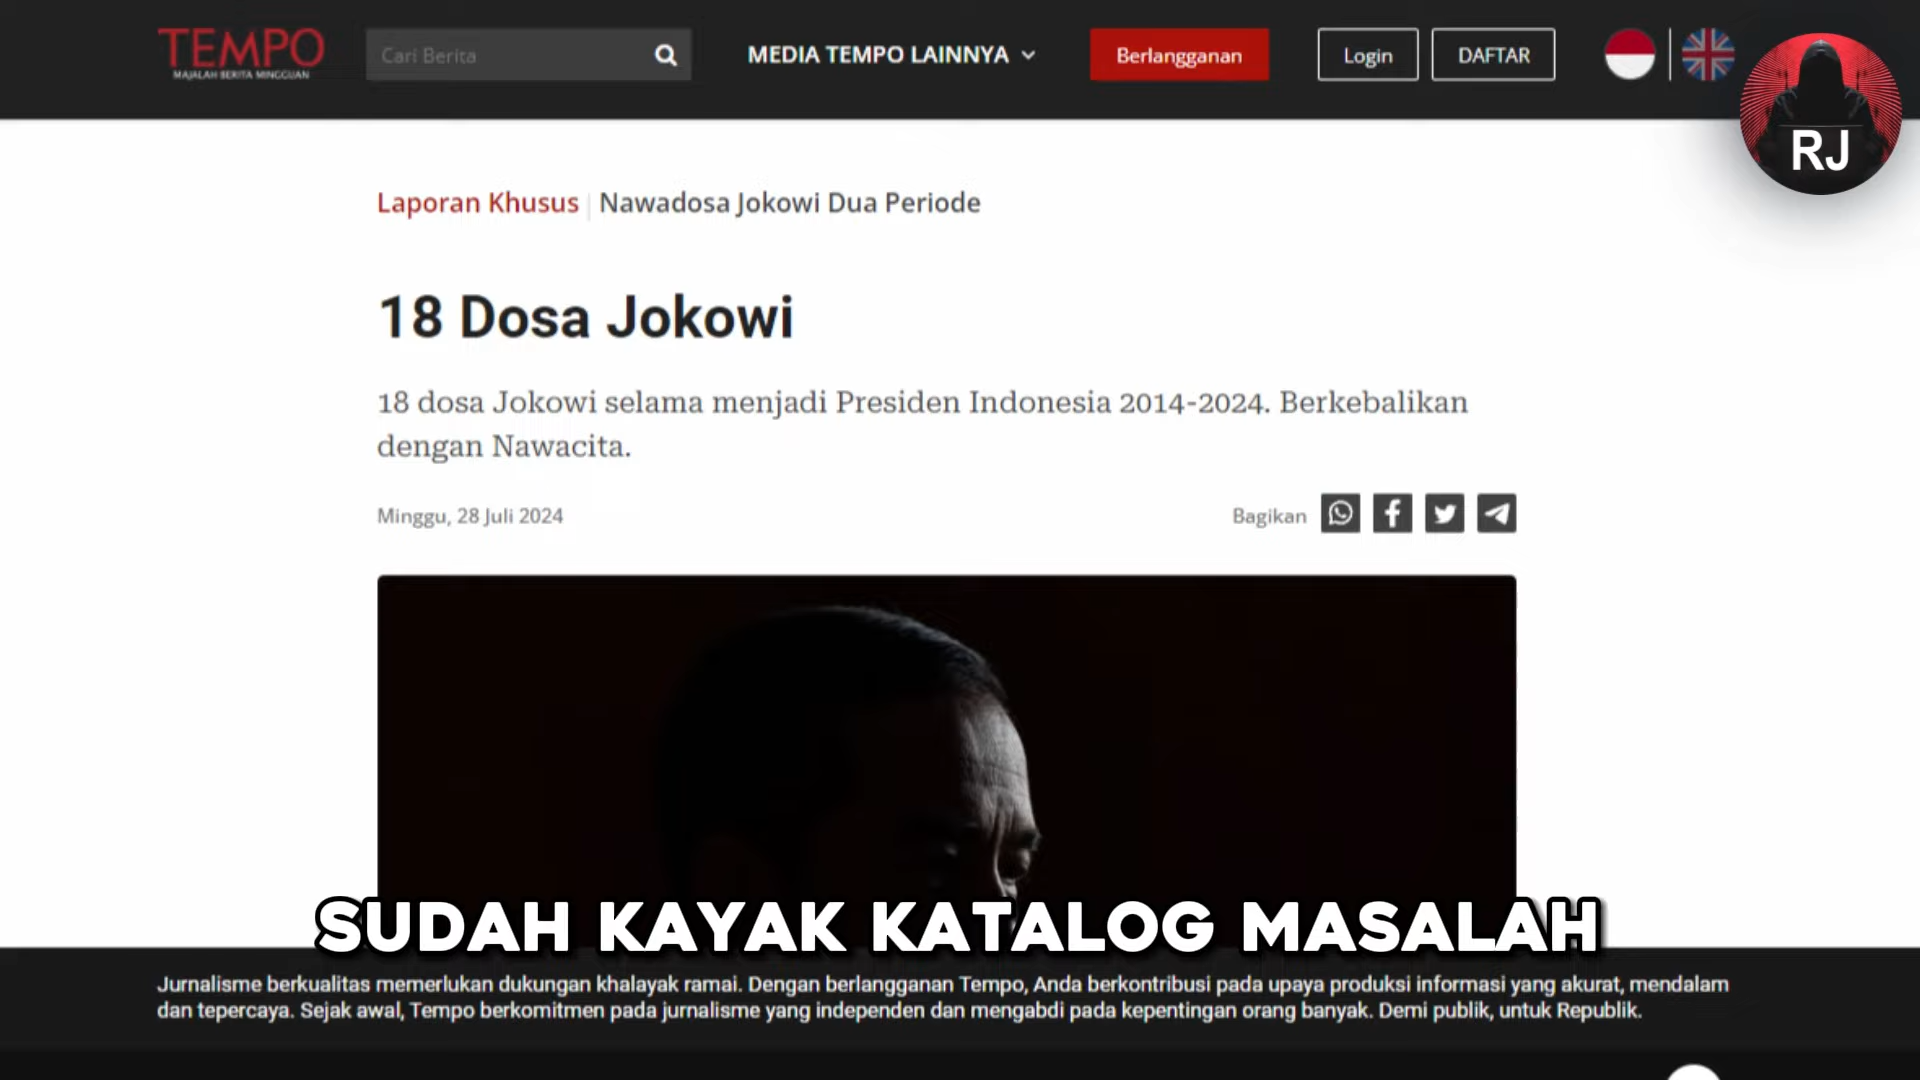 TEMPO
MAJALAH BERITA MINGGUAN
Cari Berita
MEDIA TEMPO LAINNYA
Berlangganan
Login
DAFTAR
RJ
Laporan Khusus | Nawadosa Jokowi Dua Periode
18 Dosa Jokowi
18 dosa Jokowi selama menjadi Presiden Indonesia 2014-2024. Berkebalikan
dengan Nawacita.
Minggu, 28 Juli 2024
Bagikan
SUDAH KAYAK KATALOG MASALAH
Jurnalisme berkualitas memerlukan dukungan khalayak ramai. Dengan berlangganan Tempo, Anda berkontribusi pada upaya produksi informasi yang akurat, mendalam
dan tepercaya. Sejak awal, Tempo berkomitmen pada jurnalisme yang independen dan mengabdi pada kepentingan orang banyak. Demi publik, untuk Republik.